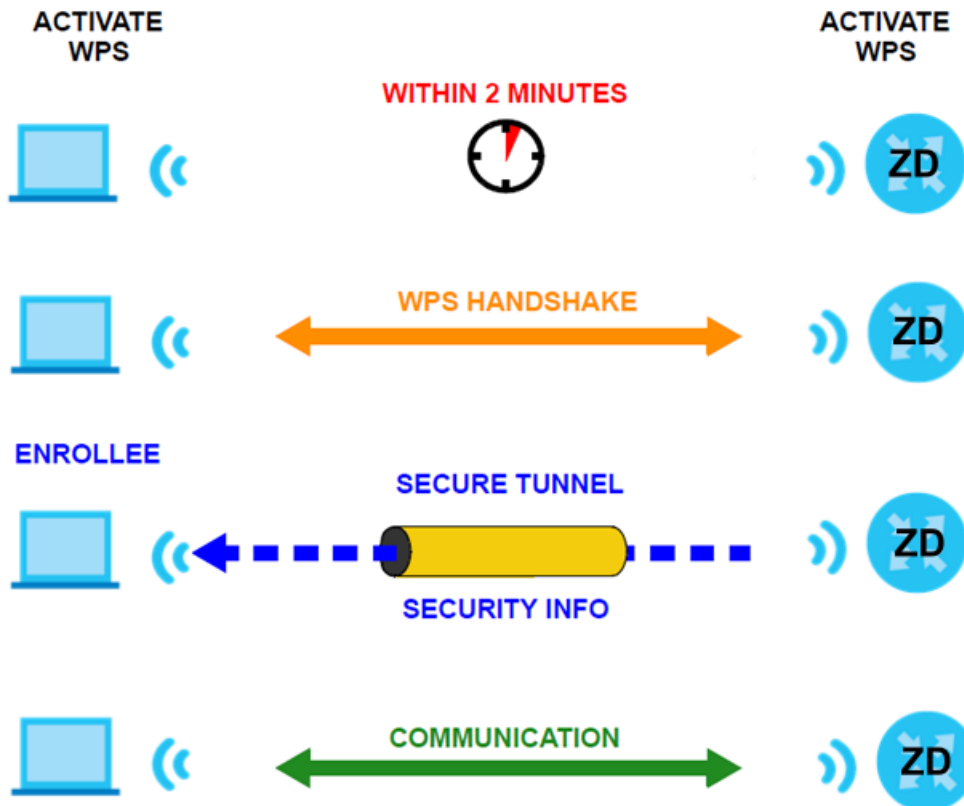 ACTIVATE
WPS
ACTIVATE
WPS
WITHIN 2 MINUTES
ZD
WPS HANDSHAKE
ZD
ENROLLEE
SECURE TUNNEL
ZD
SECURITY INFO
COMMUNICATION
ZD